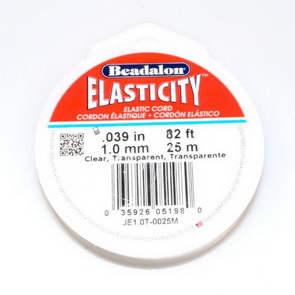 Beadalon
ELASTICITY™
ELASTIC CORD
CORDON ÉLASTIQUE • CORDÓN ELÁSTICO
.039 in 82 ft
1.0 mm 25 m
Clear, Transparent, Transparente
0 35926 05198 0
JE1.0T-0025M